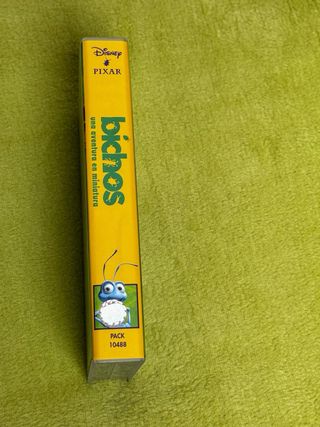 Disney
PIXAR
bichos
una aventura en miniatura
PACK
10488